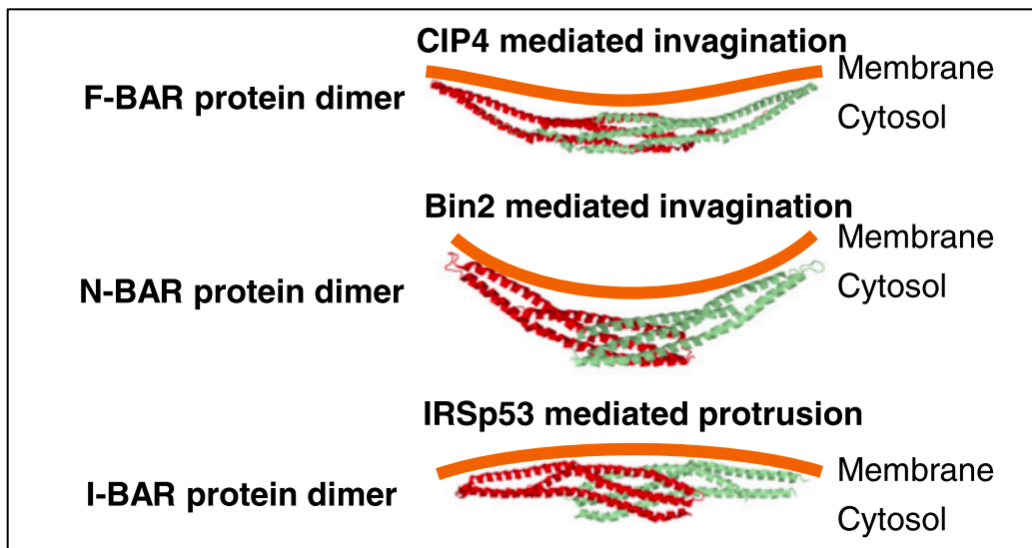 CIP4 mediated invagination
F-BAR protein dimer
Membrane
Cytosol
Bin2 mediated invagination
N-BAR protein dimer
Membrane
Cytosol
IRSp53 mediated protrusion
I-BAR protein dimer
Membrane
Cytosol